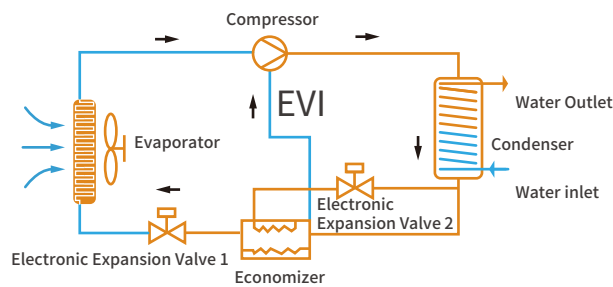 Compressor
EVI
Evaporator
Water Outlet
Condenser
Water inlet
Electronic
Expansion Valve 2
Electronic Expansion Valve 1
Economizer